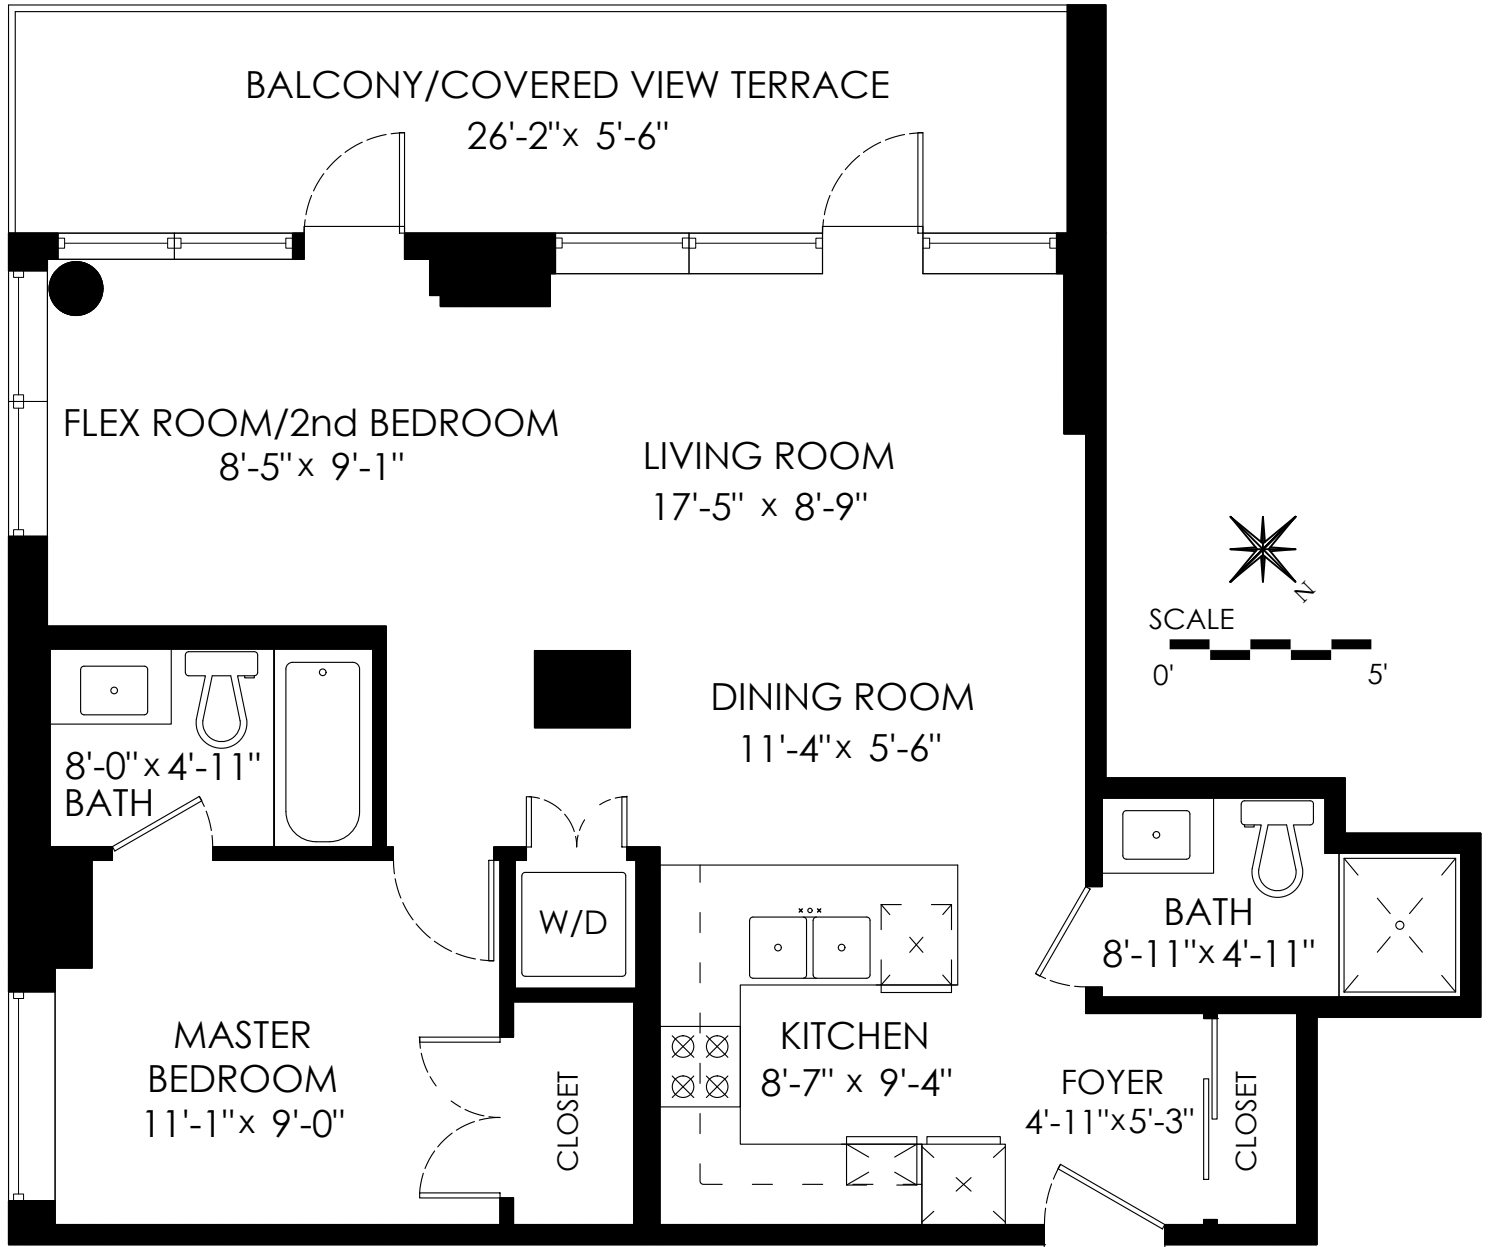 BALCONY/COVERED VIEW TERRACE
26'-2"x 5'-6"
FLEX ROOM/2nd BEDROOM
8'-5"x 9'-1"
LIVING ROOM
17'-5" x 8'-9"
N
SCALE
0' 5'
DINING ROOM
11'-4"x 5'-6"
8'-0"x 4'-11"
BATH
W/D
BATH
8'-11"x 4'-11"
MASTER
BEDROOM
11'-1"x 9'-0"
CLOSET
KITCHEN
8'-7" x 9'-4"
FOYER
4'-11"x5'-3"
CLOSET